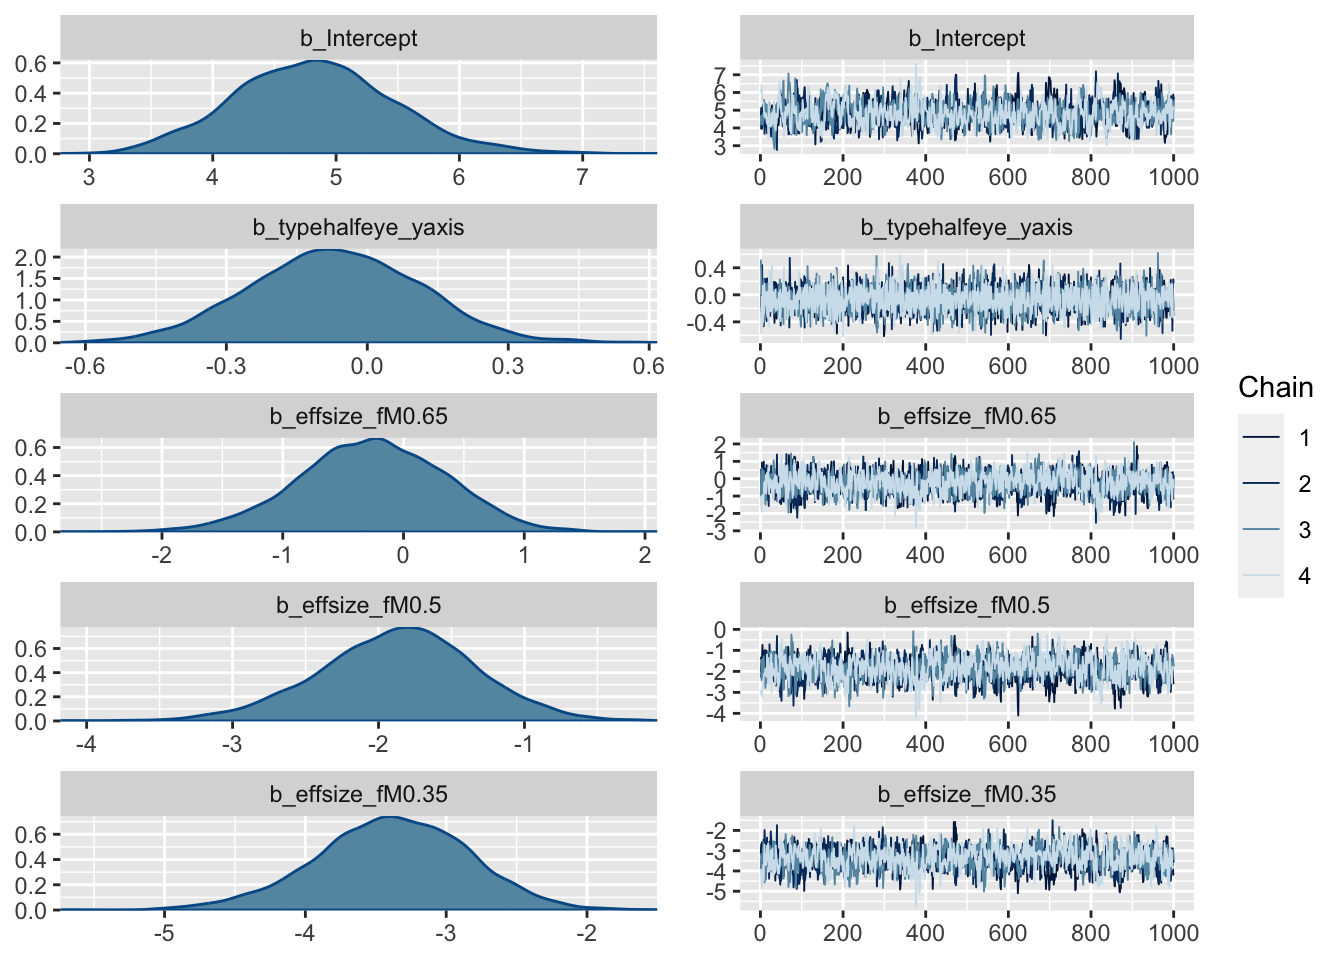 b_Intercept
0.6
0.4
0.2
0.0
3 4 5 6 7
b_Intercept
7
6
5
4
3
0 200 400 600 800 1000
b_typehalfeye_yaxis
2.0
1.5
1.0
0.5
0.0
-0.6 -0.3 0.0 0.3 0.6
b_typehalfeye_yaxis
0.4
0.0
-0.4
0 200 400 600 800 1000
b_effsize_fM0.65
0.6
0.4
0.2
0.0
-2 -1 0 1 2
b_effsize_fM0.65
2
1
0
-1
-2
-3
0 200 400 600 800 1000
b_effsize_fM0.5
0.6
0.4
0.2
0.0
-4 -3 -2 -1
b_effsize_fM0.5
0
-1
-2
-3
-4
0 200 400 600 800 1000
b_effsize_fM0.35
0.6
0.4
0.2
0.0
-5 -4 -3 -2
b_effsize_fM0.35
-2
-3
-4
-5
0 200 400 600 800 1000
Chain
1
2
3
4